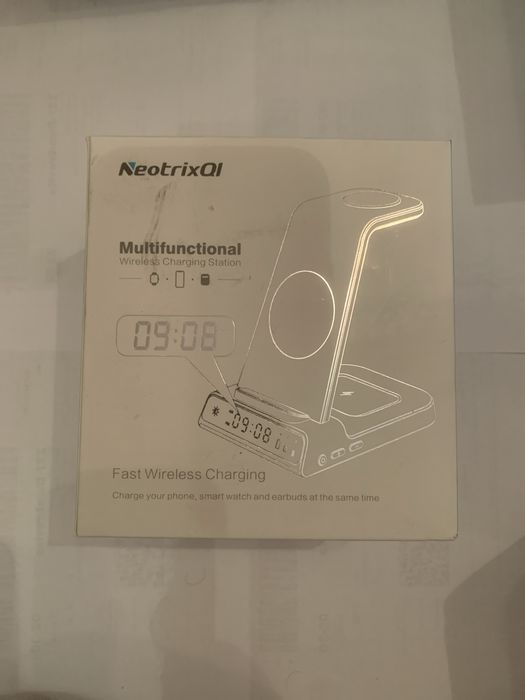 NeotrixQI
Multifunctional
Wireless Charging Station
09:08
09:08
Fast Wireless Charging
Charge your phone, smart watch and earbuds at the same time